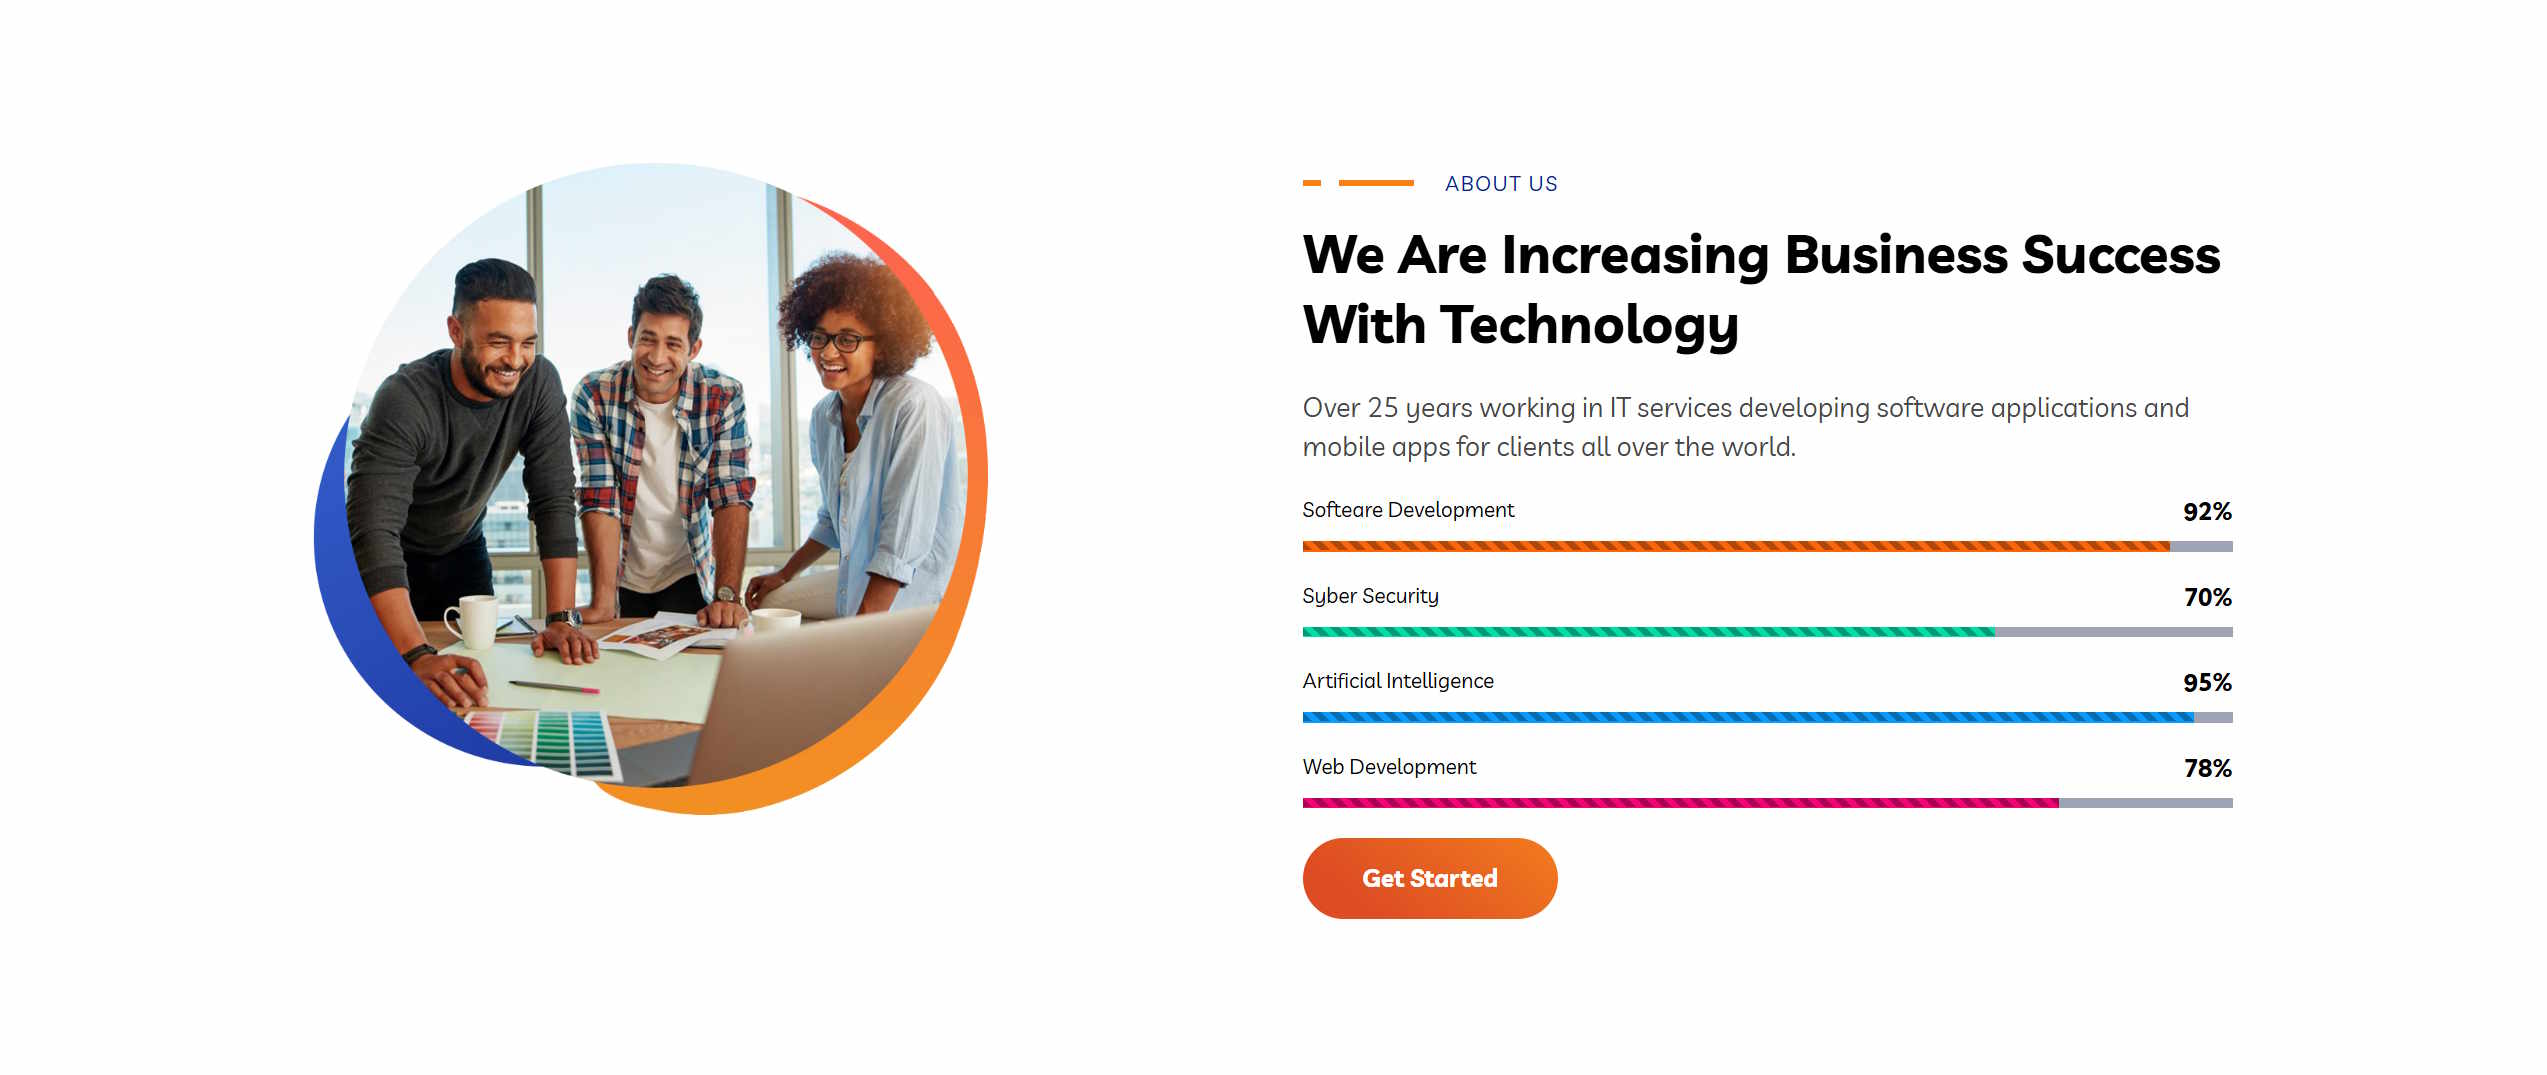 ABOUT US
We Are Increasing Business Success
With Technology
Over 25 years working in IT services developing software applications and
mobile apps for clients all over the world.
Softeare Development 92%
Syber Security 70%
Artificial Intelligence 95%
Web Development 78%
Get Started